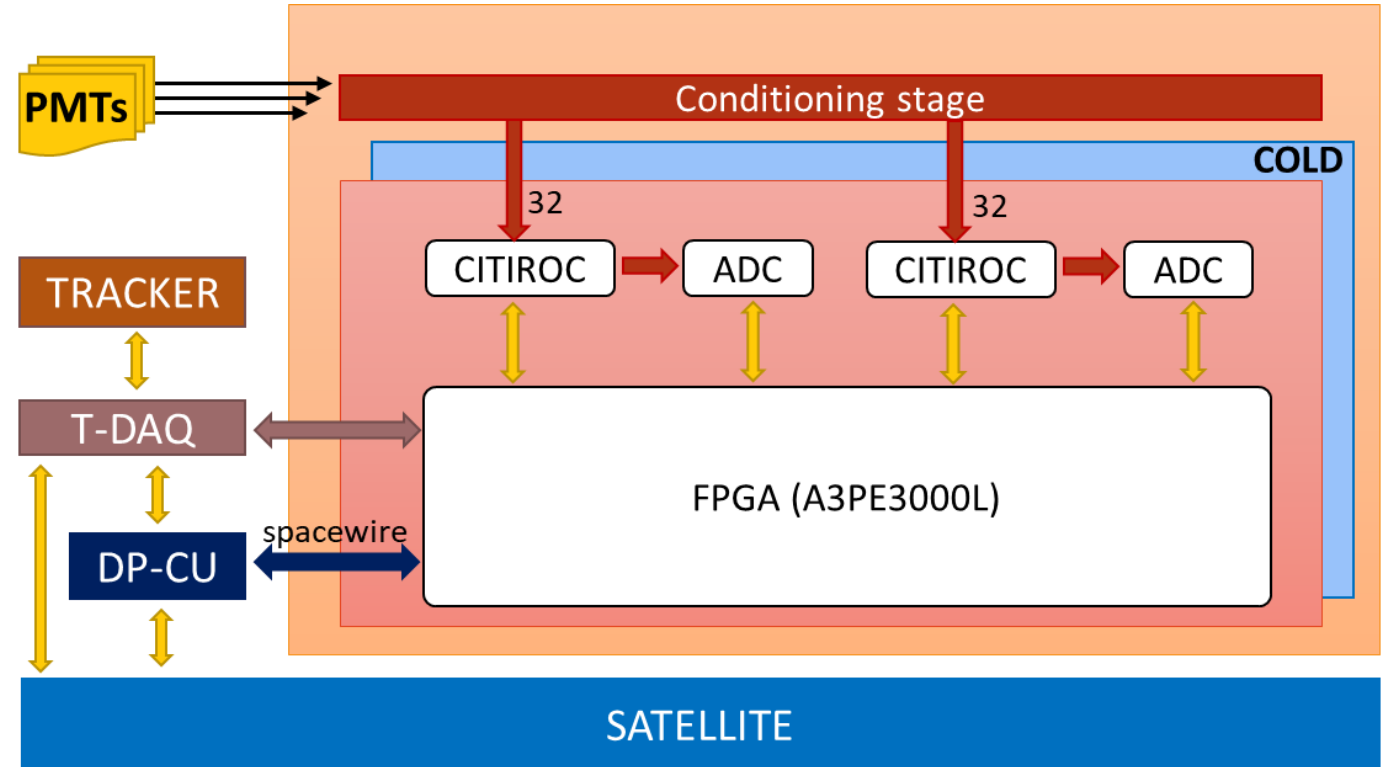 PMTs
Conditioning stage
COLD
32
32
CITIROC
ADC
CITIROC
ADC
TRACKER
T-DAQ
FPGA (A3PE3000L)
spacewire
DP-CU
SATELLITE